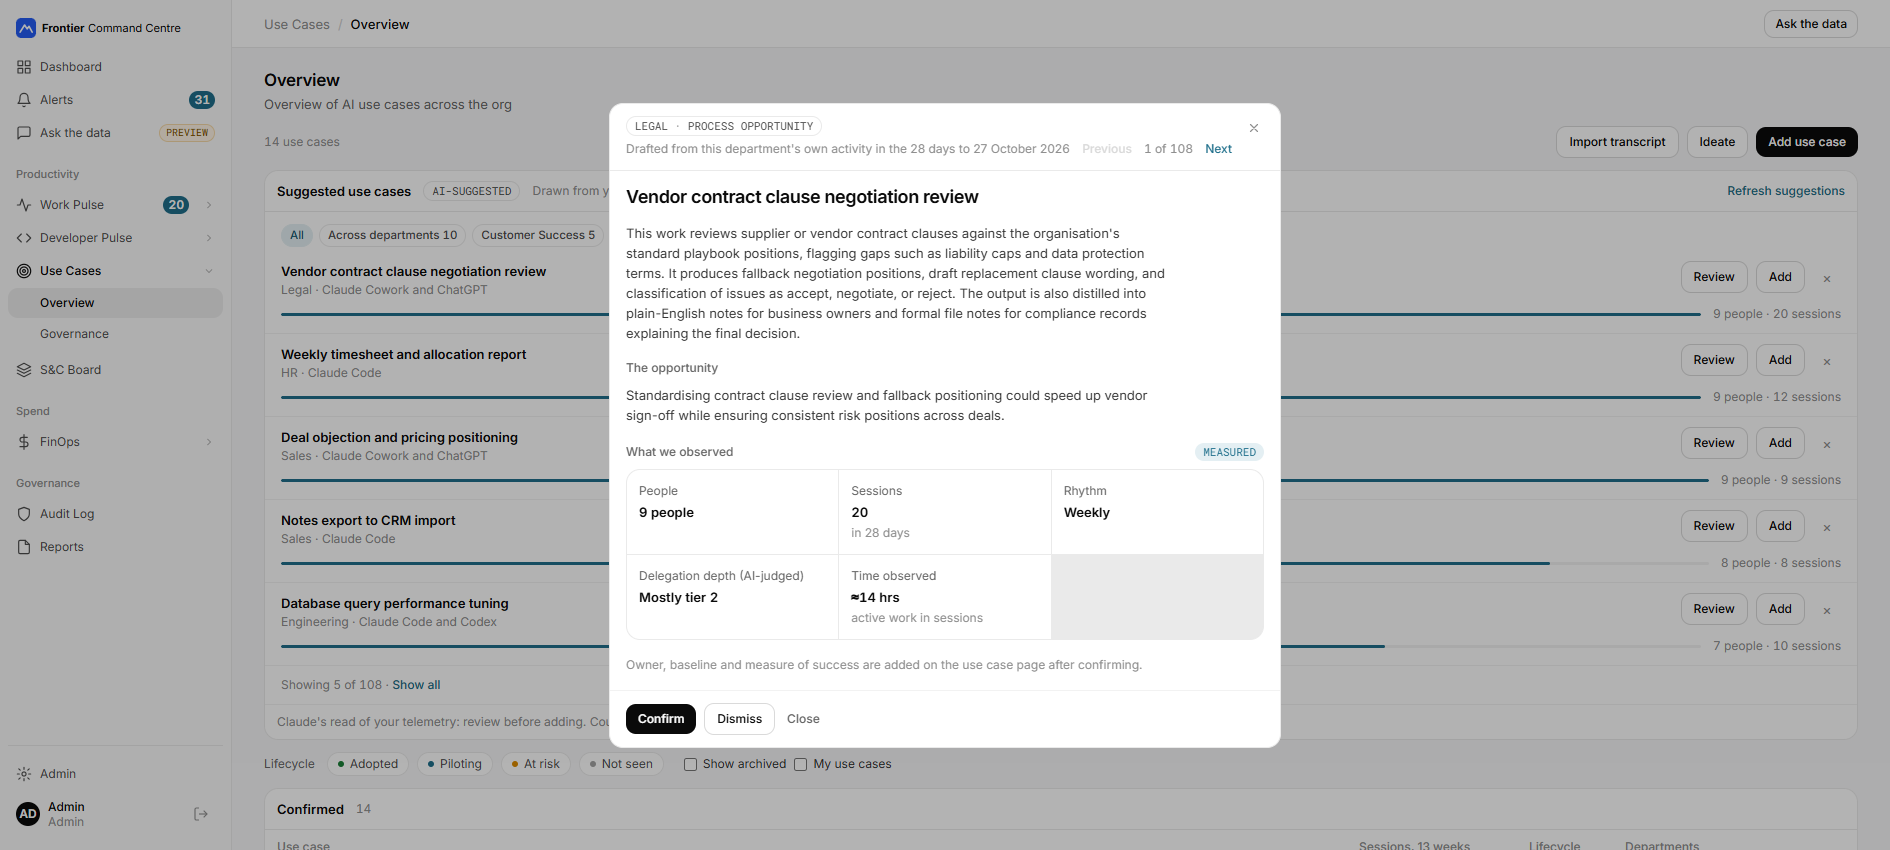 Frontier Command Centre
Dashboard
Alerts 31
Ask the data PREVIEW
Productivity
Work Pulse 20
Developer Pulse
Use Cases
Overview
Governance
S&C Board
Spend
FinOps
Governance
Audit Log
Reports
Admin
AD Admin
Admin
Use Cases / Overview
Ask the data
Overview
Overview of AI use cases across the org
14 use cases
Import transcript Ideate Add use case
Suggested use cases AI-SUGGESTED Drawn from y
Refresh suggestions
All Across departments 10 Customer Success 5
Vendor contract clause negotiation review
Legal · Claude Cowork and ChatGPT
Review Add ×
9 people · 20 sessions
Weekly timesheet and allocation report
HR · Claude Code
Review Add ×
9 people · 12 sessions
Deal objection and pricing positioning
Sales · Claude Cowork and ChatGPT
Review Add ×
9 people · 9 sessions
Notes export to CRM import
Sales · Claude Code
Review Add ×
8 people · 8 sessions
Database query performance tuning
Engineering · Claude Code and Codex
Review Add ×
7 people · 10 sessions
Showing 5 of 108 · Show all
Claude's read of your telemetry: review before adding. Cou
Lifecycle Adopted Piloting At risk Not seen Show archived My use cases
Confirmed 14
Use case Sessions, 13 weeks Lifecycle Departments
LEGAL · PROCESS OPPORTUNITY
×
Drafted from this department's own activity in the 28 days to 27 October 2026 Previous 1 of 108 Next
Vendor contract clause negotiation review
This work reviews supplier or vendor contract clauses against the organisation's
standard playbook positions, flagging gaps such as liability caps and data protection
terms. It produces fallback negotiation positions, draft replacement clause wording, and
classification of issues as accept, negotiate, or reject. The output is also distilled into
plain-English notes for business owners and formal file notes for compliance records
explaining the final decision.
The opportunity
Standardising contract clause review and fallback positioning could speed up vendor
sign-off while ensuring consistent risk positions across deals.
What we observed MEASURED
People
9 people
Sessions
20
in 28 days
Rhythm
Weekly
Delegation depth (AI-judged)
Mostly tier 2
Time observed
≈14 hrs
active work in sessions
Owner, baseline and measure of success are added on the use case page after confirming.
Confirm Dismiss Close